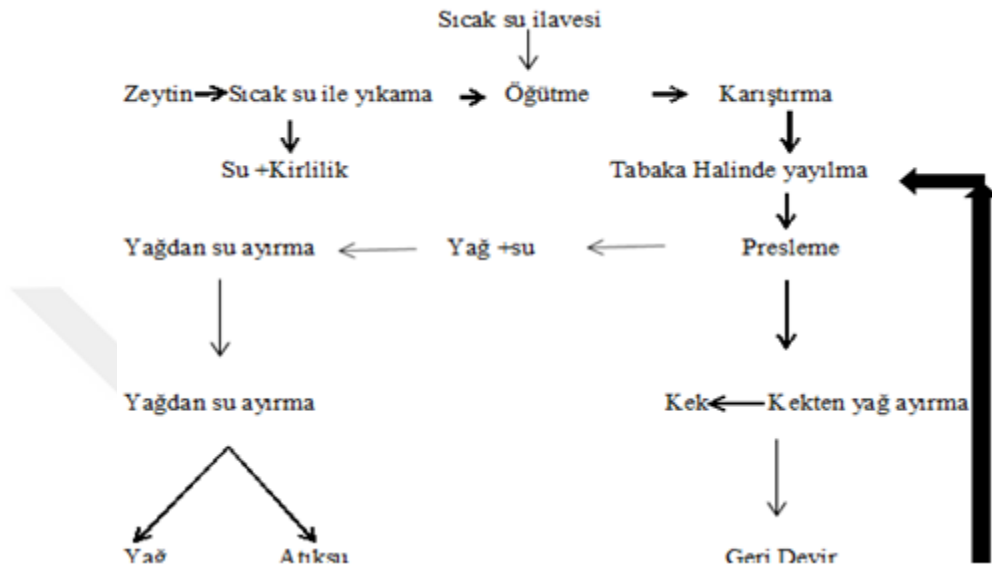 Sıcak su ilavesi
Zeytin Sıcak su ile yıkama Öğütme Karıştırma
Su +Kirlilik Tabaka Halinde yayılma
Yağdan su ayırma Yağ +su Presleme
Yağdan su ayırma Kek Kekten yağ ayırma
Yağ Atıksu Geri Devir